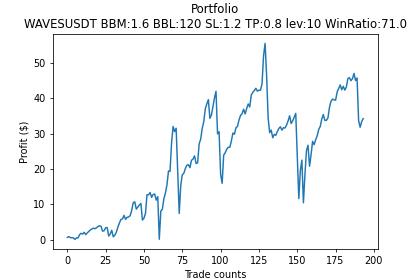 Portfolio
WAVESUSDT BBM:1.6 BBL:120 SL:1.2 TP:0.8 lev:10 WinRatio:71.0
Profit ($)
50
40
30
20
10
0
0 25 50 75 100 125 150 175 200
Trade counts